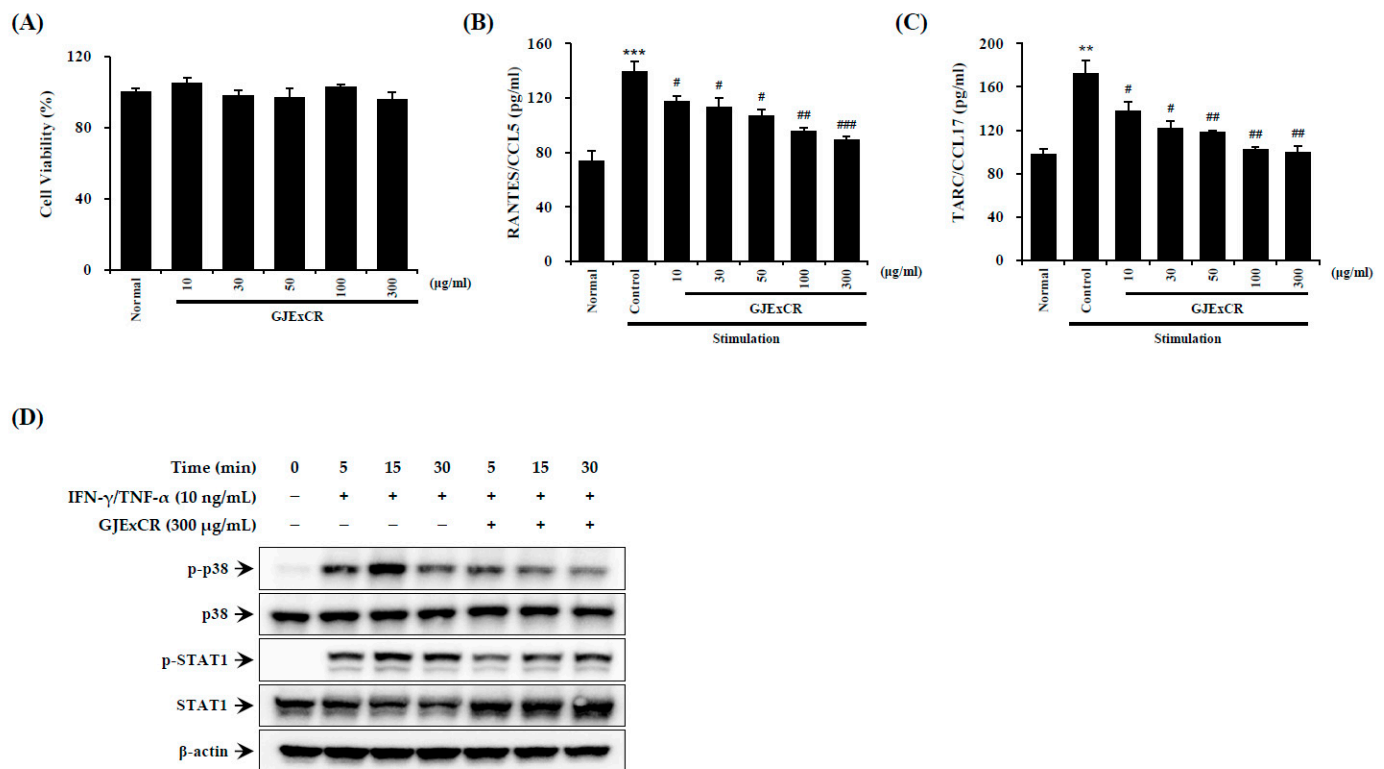 (A)
Cell Viability (%)
120
80
40
0
Normal
10
30
50
100
300
(µg/ml)
GJExCR
(B)
RANTES/CCL5 (pg/ml)
160
120
80
40
0
***
#
#
#
##
###
Normal
Control
10
30
50
100
300
(µg/ml)
GJExCR
Stimulation
(C)
TARC/CCL17 (pg/ml)
200
160
120
80
40
0
**
#
#
##
##
##
Normal
Control
10
30
50
100
300
(µg/ml)
GJExCR
Stimulation
(D)
Time (min) 0 5 15 30 5 15 30
IFN-γ/TNF-α (10 ng/mL) – + + + + + +
GJExCR (300 µg/mL) – – – – + + +
p-p38
p38
p-STAT1
STAT1
β-actin